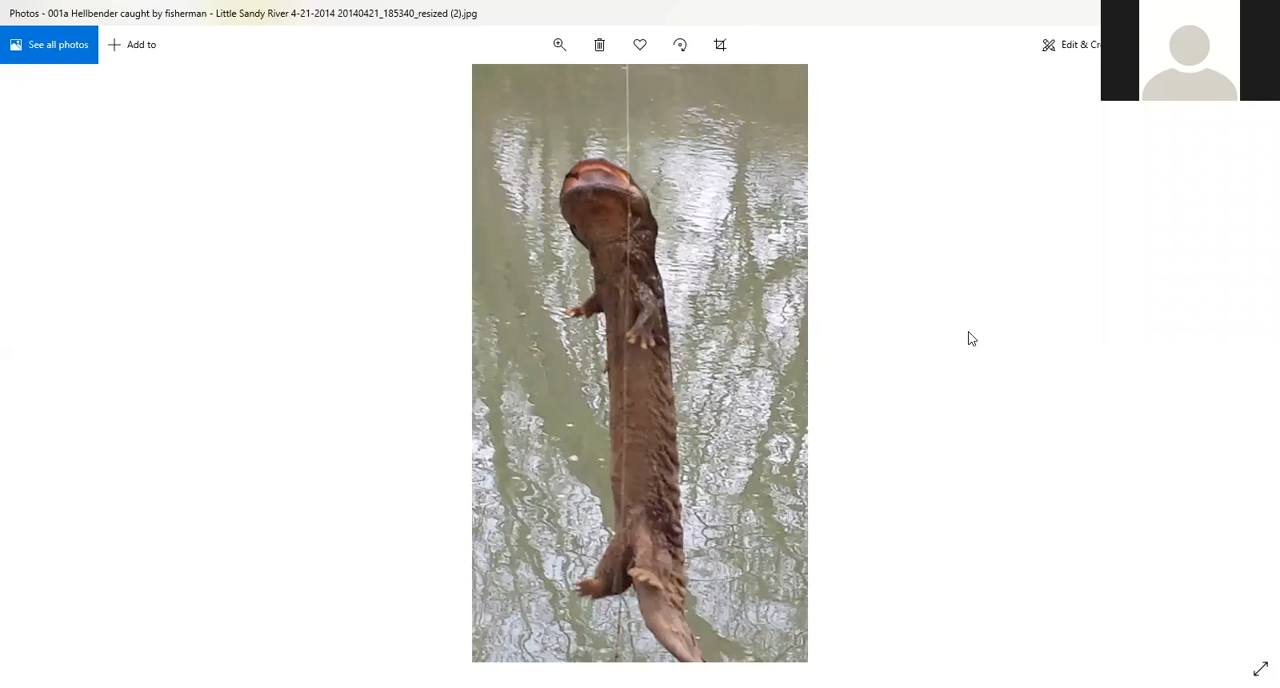 Photos - 001a Hellbender caught by fisherman - Little Sandy River 4-21-2014 20140421_185340_resized (2).jpg
See all photos
Add to
Edit &